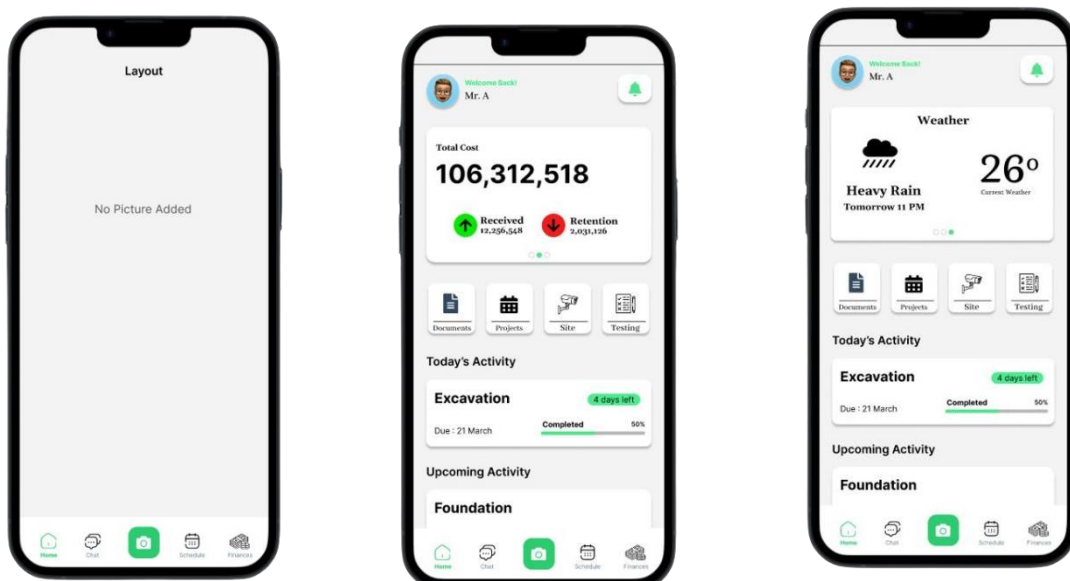 Layout
No Picture Added
Home Chat Schedule Finances
Welcome Back!
Mr. A
Total Cost
106,312,518
Received
12,256,548
Retention
2,031,126
Documents Projects Site Testing
Today's Activity
Excavation 4 days left
Due : 21 March Completed 50%
Upcoming Activity
Foundation
Home Chat Schedule Finances
Welcome Back!
Mr. A
Weather
Heavy Rain
Tomorrow 11 PM
26°
Current Weather
Documents Projects Site Testing
Today's Activity
Excavation 4 days left
Due : 21 March Completed 50%
Upcoming Activity
Foundation
Home Chat Schedule Finances